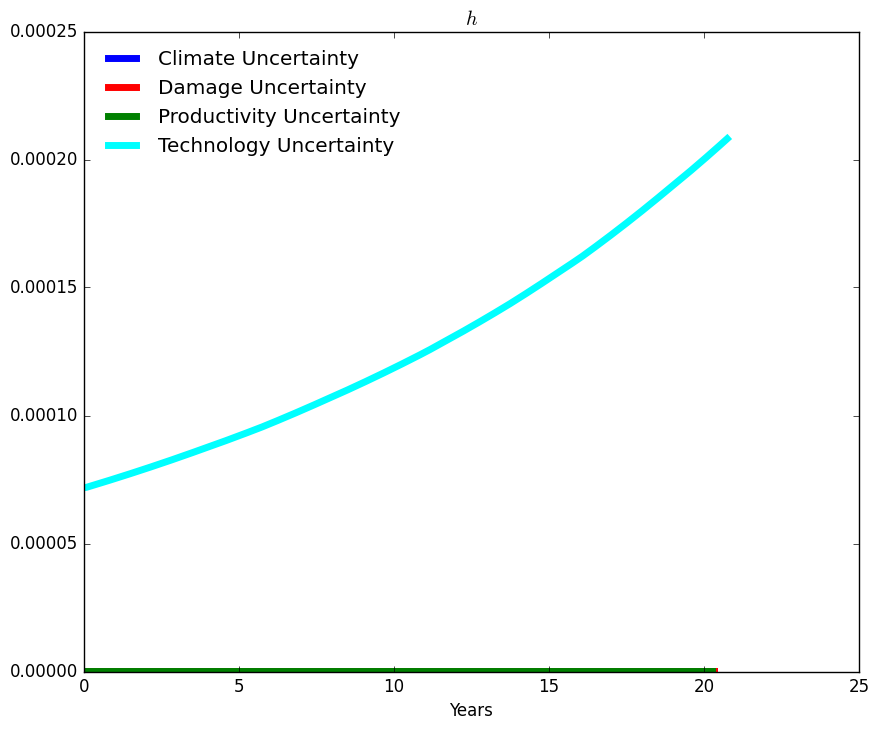 h
0.00025
Climate Uncertainty
Damage Uncertainty
Productivity Uncertainty
Technology Uncertainty
0.00020
0.00015
0.00010
0.00005
0.00000
0 5 10 15 20 25
Years